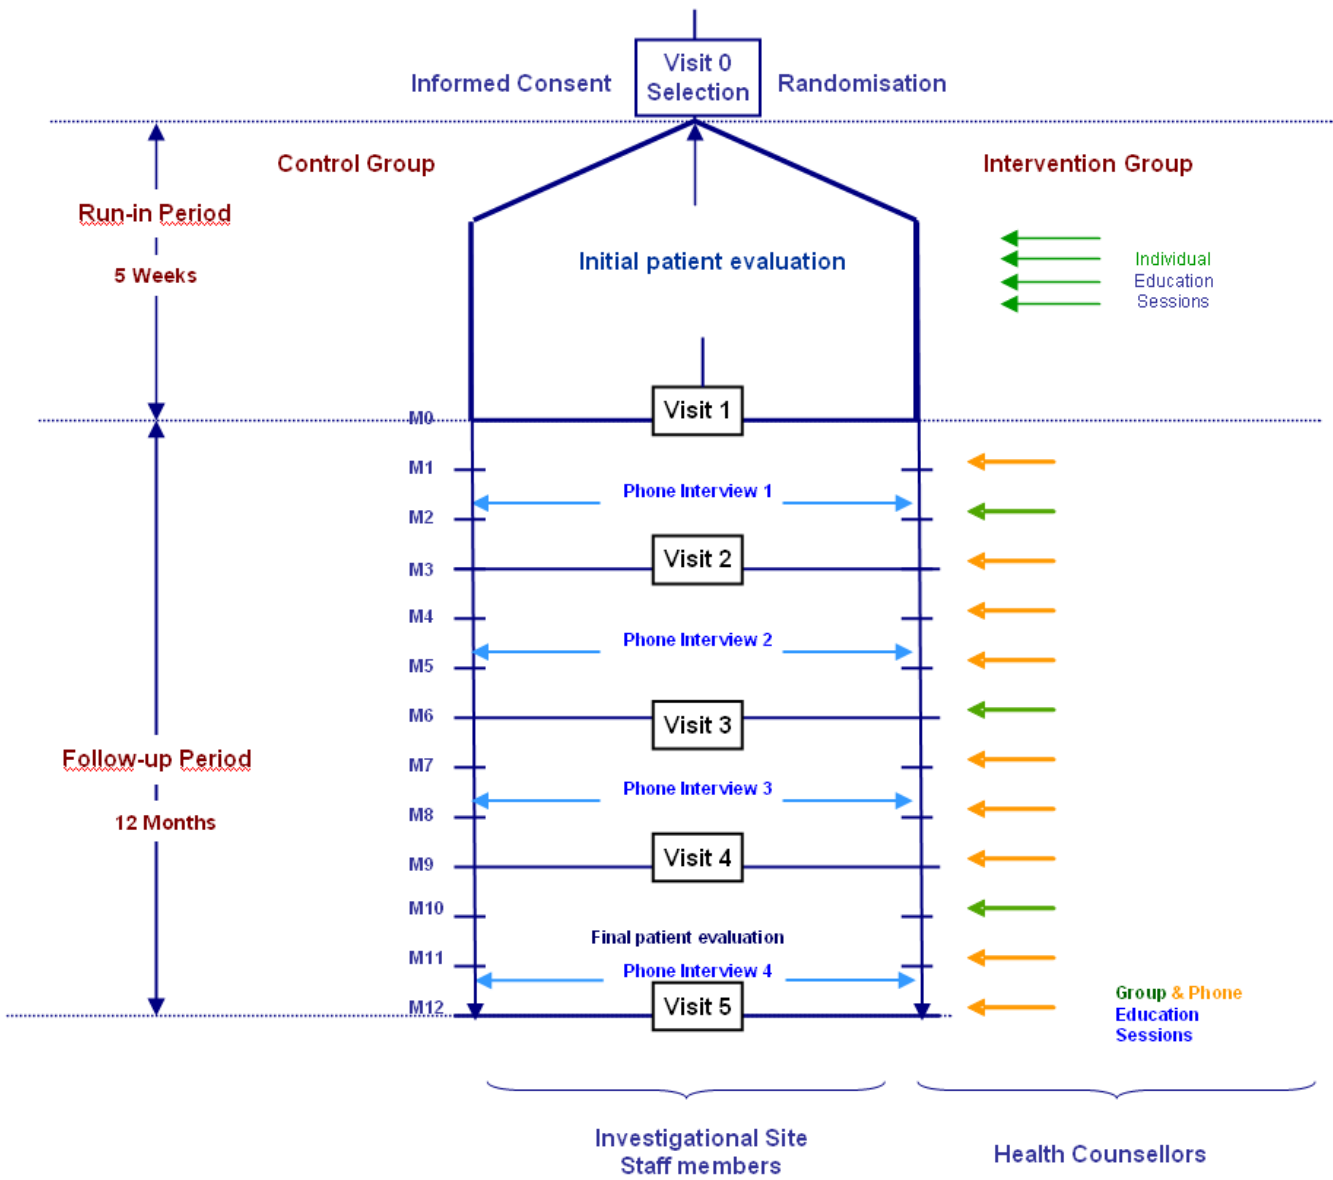 Visit 0
Selection
Informed Consent
Randomisation
Control Group
Intervention Group
Run-in Period
5 Weeks
Initial patient evaluation
Individual
Education
Sessions
M0
Visit 1
M1
Phone Interview 1
M2
Visit 2
M3
M4
Phone Interview 2
M5
M6
Visit 3
Follow-up Period
M7
Phone Interview 3
12 Months
M8
Visit 4
M9
M10
Final patient evaluation
M11
Phone Interview 4
M12
Visit 5
Group & Phone
Education
Sessions
Investigational Site
Staff members
Health Counsellors